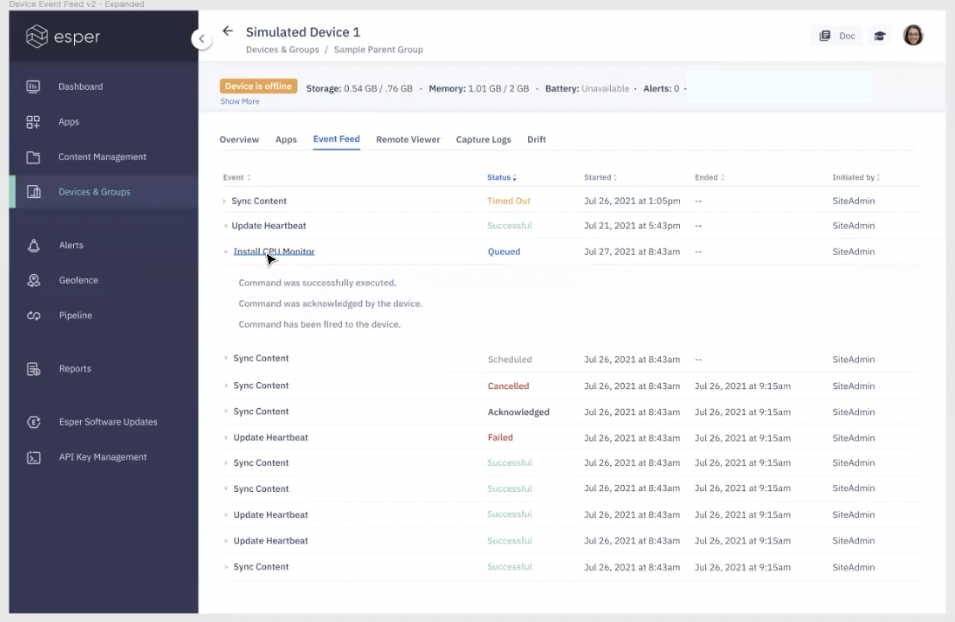 Device Event Feed v2 - Expanded
esper
Dashboard
Apps
Content Management
Devices & Groups
Alerts
Geofence
Pipeline
Reports
Esper Software Updates
API Key Management
Simulated Device 1
Devices & Groups / Sample Parent Group
Doc
Device is offline Storage: 0.54 GB / .76 GB · Memory: 1.01 GB / 2 GB · Battery: Unavailable · Alerts: 0 ·
Show More
Overview Apps Event Feed Remote Viewer Capture Logs Drift
Event Status Started Ended Initiated by
Sync Content Timed Out Jul 26, 2021 at 1:05pm -- SiteAdmin
Update Heartbeat Successful Jul 21, 2021 at 5:43pm -- SiteAdmin
Install CPU Monitor Queued Jul 27, 2021 at 8:43am -- SiteAdmin
Command was successfully executed.
Command was acknowledged by the device.
Command has been fired to the device.
Sync Content Scheduled Jul 26, 2021 at 8:43am -- SiteAdmin
Sync Content Cancelled Jul 26, 2021 at 8:43am Jul 26, 2021 at 9:15am SiteAdmin
Sync Content Acknowledged Jul 26, 2021 at 8:43am Jul 26, 2021 at 9:15am SiteAdmin
Update Heartbeat Failed Jul 26, 2021 at 8:43am Jul 26, 2021 at 9:15am SiteAdmin
Sync Content Successful Jul 26, 2021 at 8:43am Jul 26, 2021 at 9:15am SiteAdmin
Sync Content Successful Jul 26, 2021 at 8:43am Jul 26, 2021 at 9:15am SiteAdmin
Update Heartbeat Successful Jul 26, 2021 at 8:43am Jul 26, 2021 at 9:15am SiteAdmin
Update Heartbeat Successful Jul 26, 2021 at 8:43am Jul 26, 2021 at 9:15am SiteAdmin
Sync Content Successful Jul 26, 2021 at 8:43am Jul 26, 2021 at 9:15am SiteAdmin